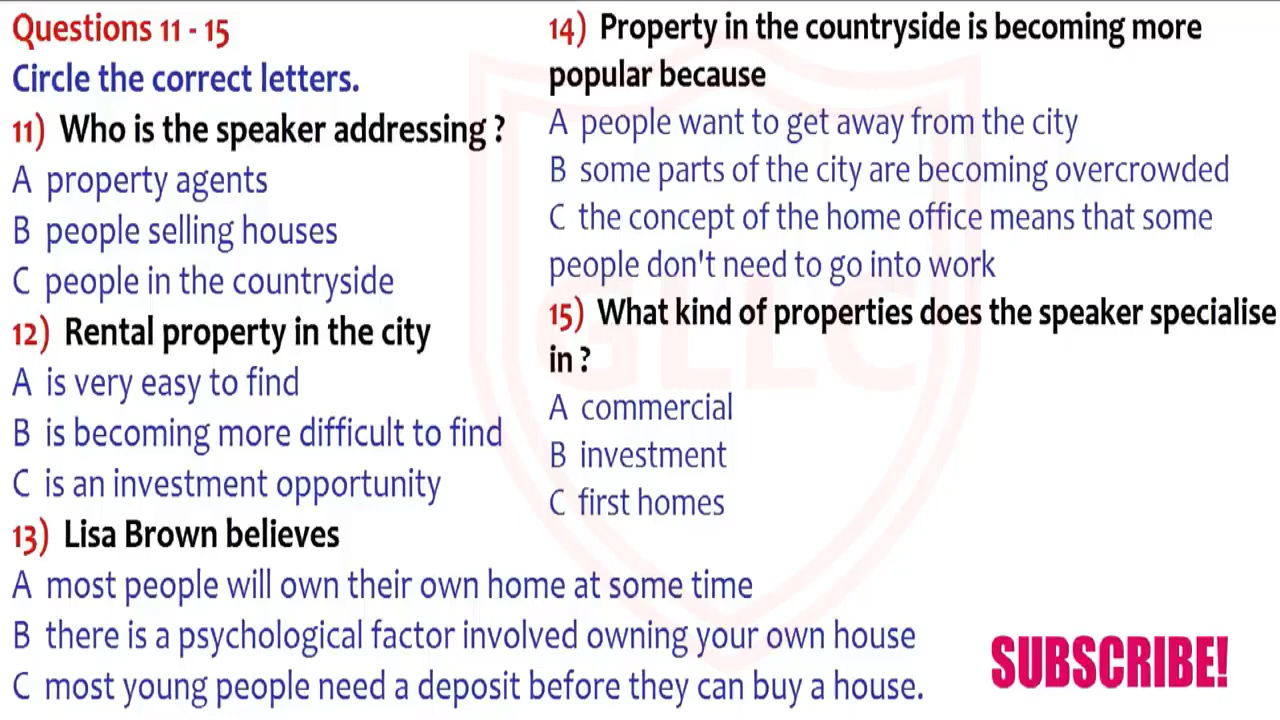 Questions 11 - 15
Circle the correct letters.
11) Who is the speaker addressing ?
A property agents
B people selling houses
C people in the countryside
12) Rental property in the city
A is very easy to find
B is becoming more difficult to find
C is an investment opportunity
13) Lisa Brown believes
A most people will own their own home at some time
B there is a psychological factor involved owning your own house
C most young people need a deposit before they can buy a house.
14) Property in the countryside is becoming more
popular because
A people want to get away from the city
B some parts of the city are becoming overcrowded
C the concept of the home office means that some
people don't need to go into work
15) What kind of properties does the speaker specialise
in ?
A commercial
B investment
C first homes
GLLC
SUBSCRIBE!